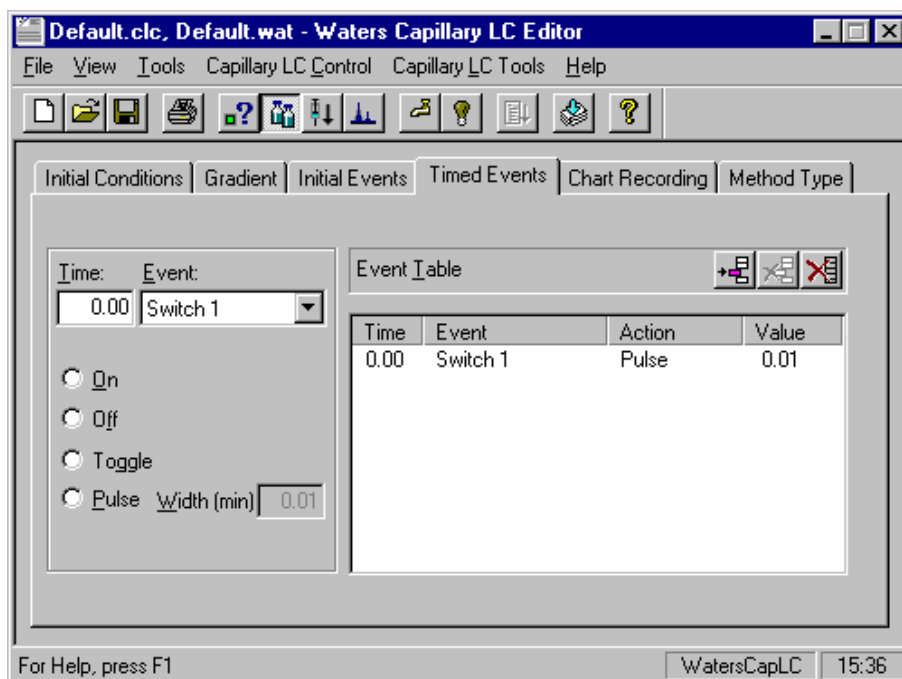 Default.clc, Default.wat - Waters Capillary LC Editor
File View Tools Capillary LC Control Capillary LC Tools Help
Initial Conditions Gradient Initial Events Timed Events Chart Recording Method Type
Time: Event:
0.00 Switch 1
On
Off
Toggle
Pulse Width (min) 0.01
Event Table
Time Event Action Value
0.00 Switch 1 Pulse 0.01
For Help, press F1 WatersCapLC 15:36